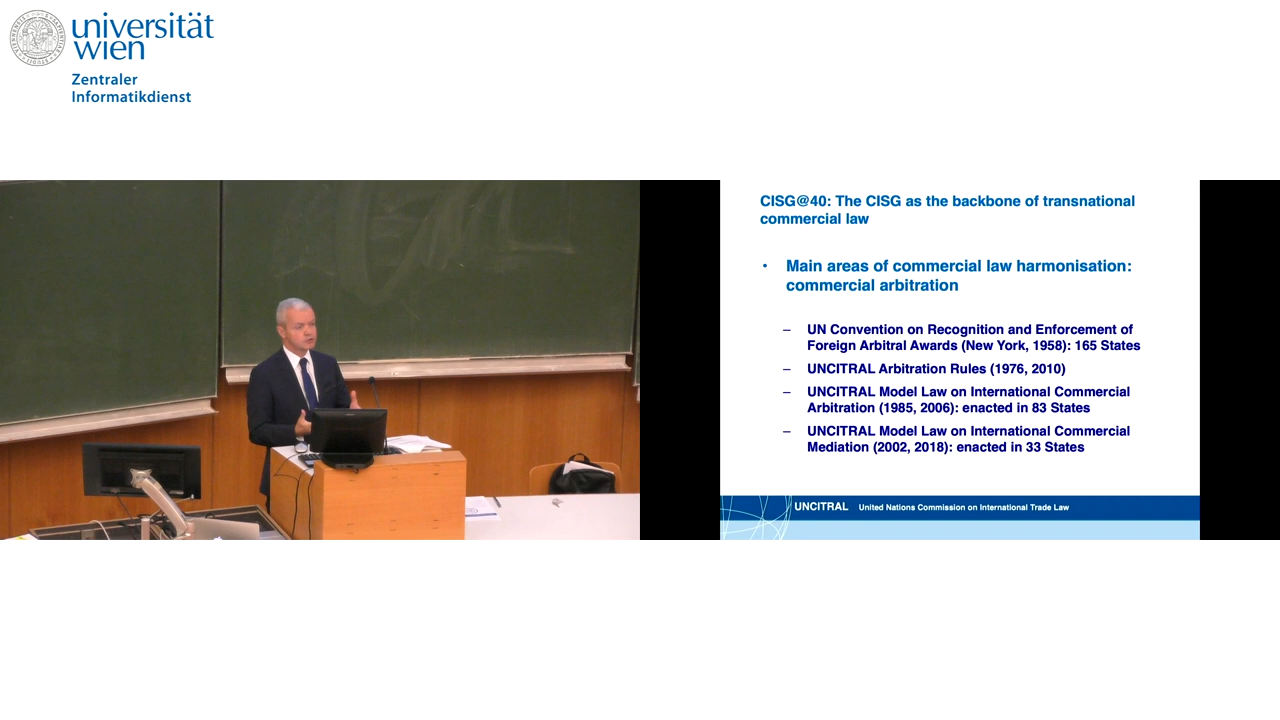 universität
wien
Zentraler
Informatikdienst
CISG@40: The CISG as the backbone of transnational
commercial law
• Main areas of commercial law harmonisation:
commercial arbitration
– UN Convention on Recognition and Enforcement of
Foreign Arbitral Awards (New York, 1958): 165 States
– UNCITRAL Arbitration Rules (1976, 2010)
– UNCITRAL Model Law on International Commercial
Arbitration (1985, 2006): enacted in 83 States
– UNCITRAL Model Law on International Commercial
Mediation (2002, 2018): enacted in 33 States
UNCITRAL United Nations Commission on International Trade Law